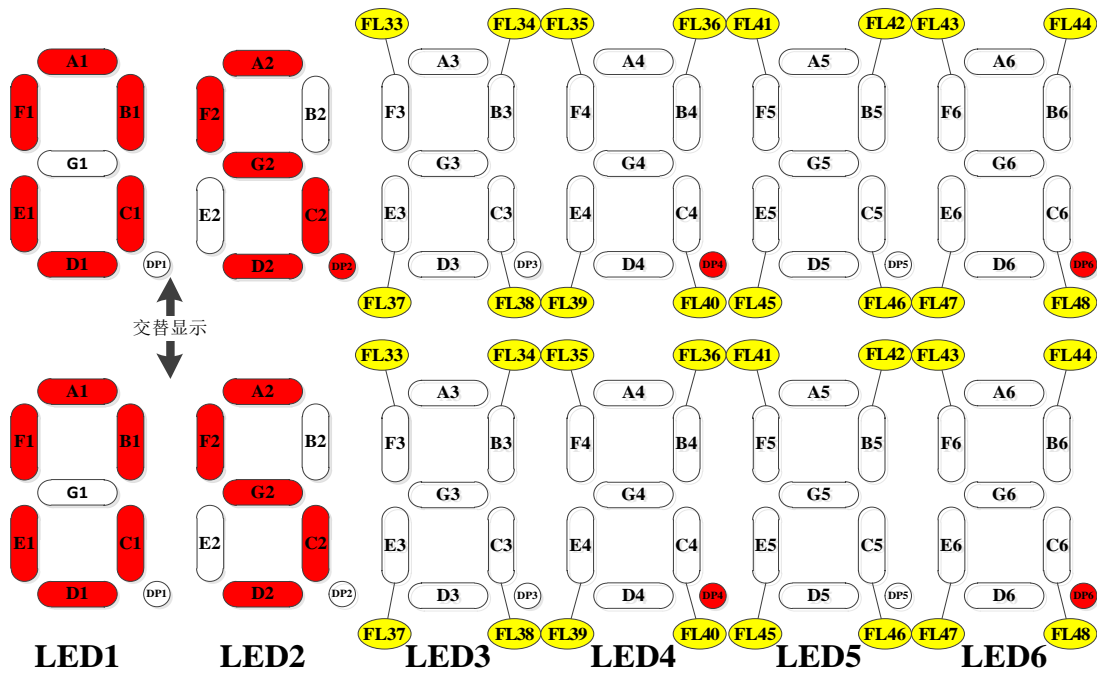 FL33 FL34 FL35 FL36 FL41 FL42 FL43 FL44
A1 A2 A3 A4 A5 A6
F1 B1 F2 B2 F3 B3 F4 B4 F5 B5 F6 B6
G1 G2 G3 G4 G5 G6
E1 C1 E2 C2 E3 C3 E4 C4 E5 C5 E6 C6
D1 DP1 D2 DP2 D3 DP3 D4 DP4 D5 DP5 D6 DP6
FL37 FL38 FL39 FL40 FL45 FL46 FL47 FL48
交替显示
FL33 FL34 FL35 FL36 FL41 FL42 FL43 FL44
A1 A2 A3 A4 A5 A6
F1 B1 F2 B2 F3 B3 F4 B4 F5 B5 F6 B6
G1 G2 G3 G4 G5 G6
E1 C1 E2 C2 E3 C3 E4 C4 E5 C5 E6 C6
D1 DP1 D2 DP2 D3 DP3 D4 DP4 D5 DP5 D6 DP6
FL37 FL38 FL39 FL40 FL45 FL46 FL47 FL48
LED1 LED2 LED3 LED4 LED5 LED6